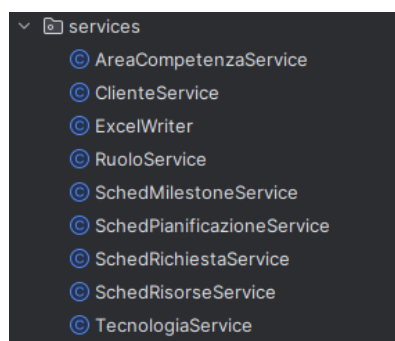 services
AreaCompetenzaService
ClienteService
ExcelWriter
RuoloService
SchedMilestoneService
SchedPianificazioneService
SchedRichiestaService
SchedRisorseService
TecnologiaService